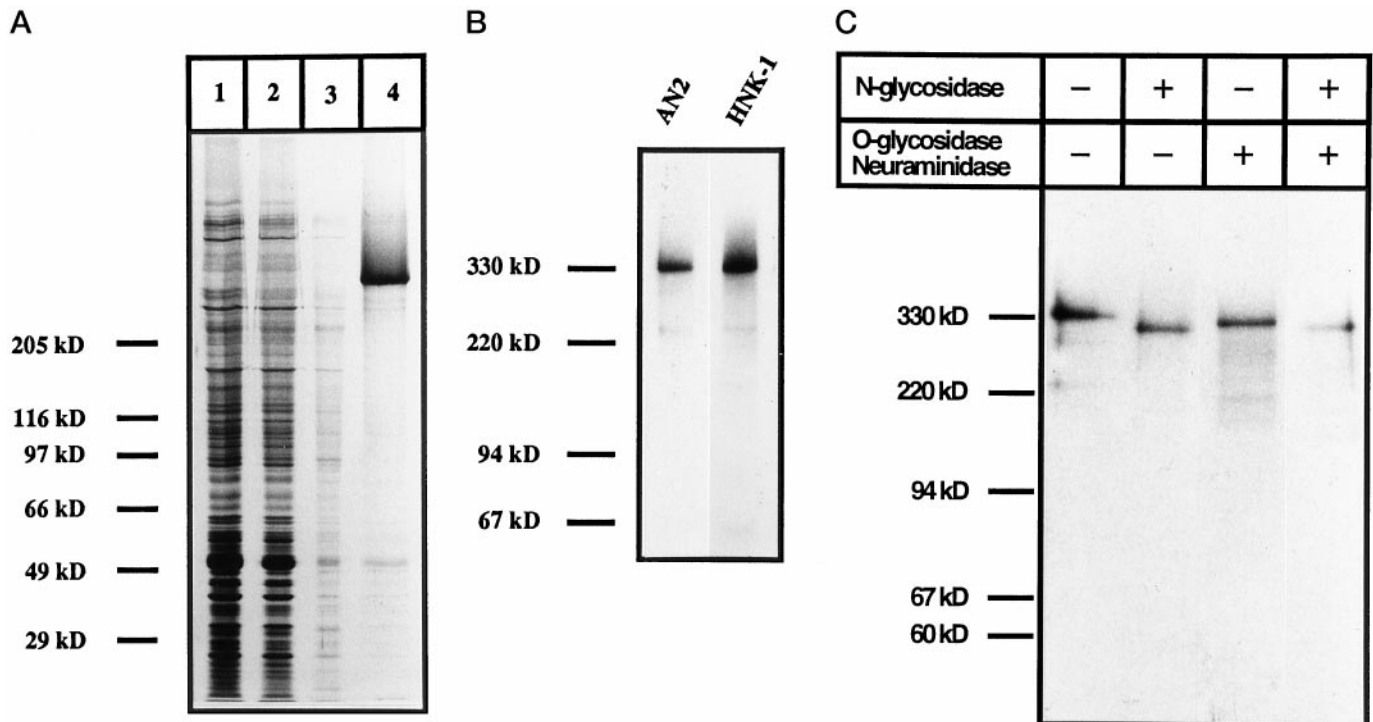 A
1 2 3 4
205 kD
116 kD
97 kD
66 kD
49 kD
29 kD
B
AN2 HNK-1
330 kD
220 kD
94 kD
67 kD
C
N-glycosidase − + − +
O-glycosidase
Neuraminidase − − + +
330 kD
220 kD
94 kD
67 kD
60 kD